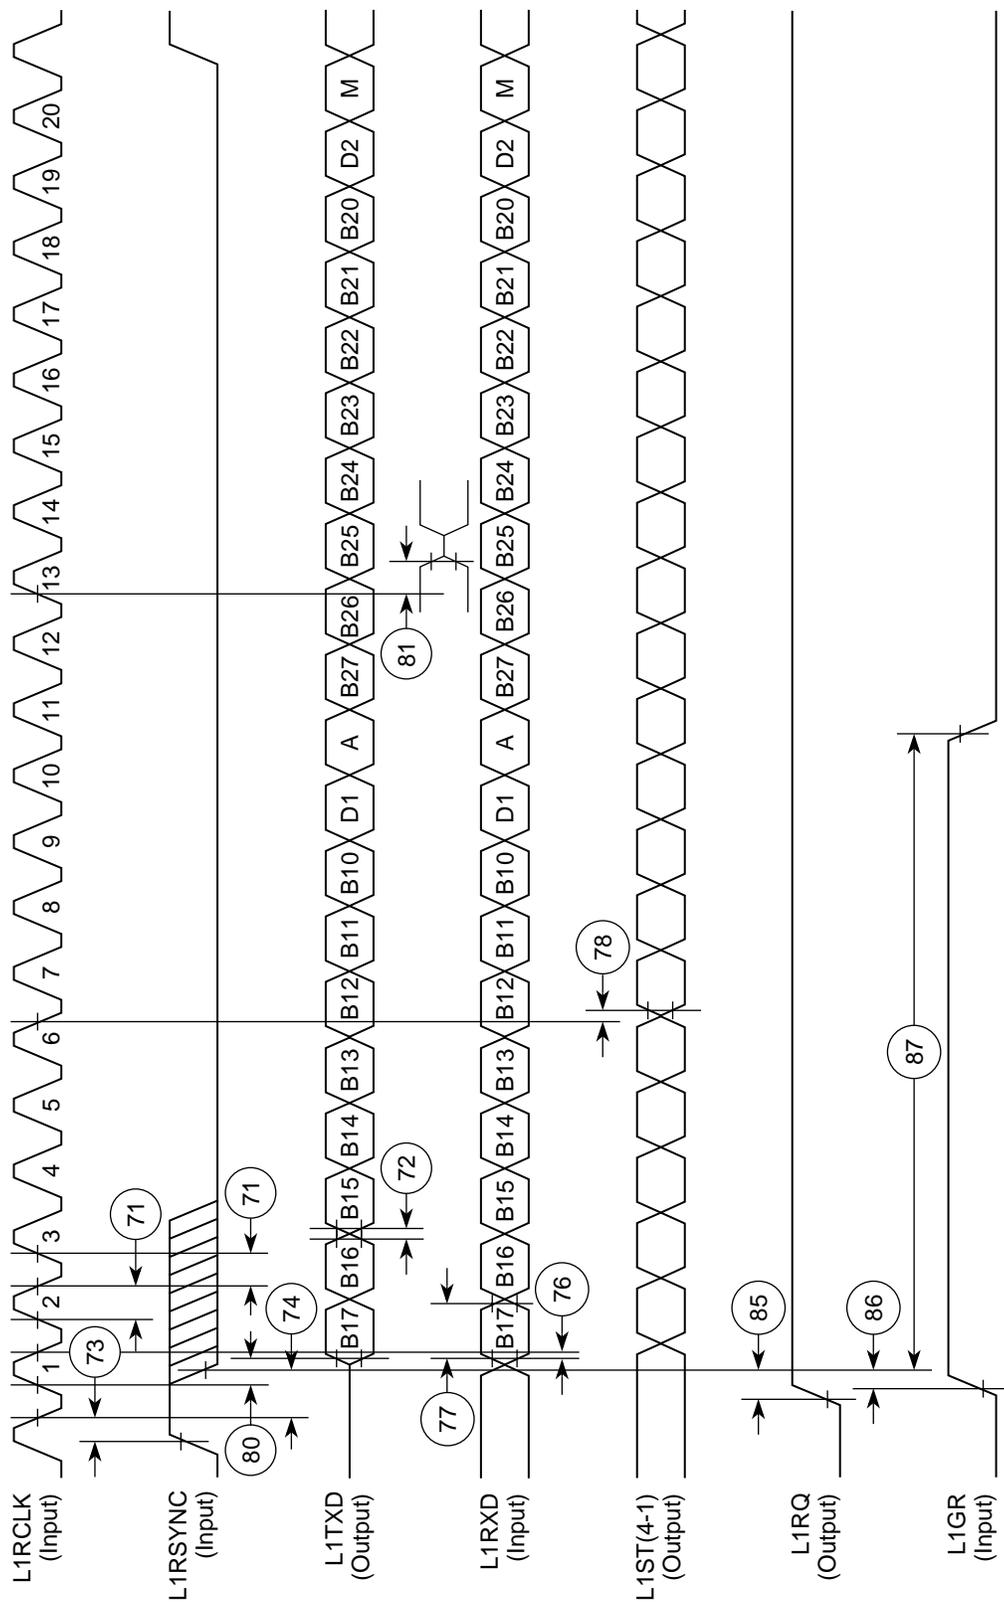 L1RCLK
(Input)
1 2 3 4 5 6 7 8 9 10 11 12 13 14 15 16 17 18 19 20
73
71
L1RSYNC
(Input)
80 71
74
L1TXD
(Output)
B17 B16 B15 B14 B13 B12 B11 B10 D1 A B27 B26 B25 B24 B23 B22 B21 B20 D2 M
72 81
77
L1RXD
(Input)
B17 B16 B15 B14 B13 B12 B11 B10 D1 A B27 B26 B25 B24 B23 B22 B21 B20 D2 M
76
78
L1ST(4-1)
(Output)
85
L1RQ
(Output)
86
87
L1GR
(Input)